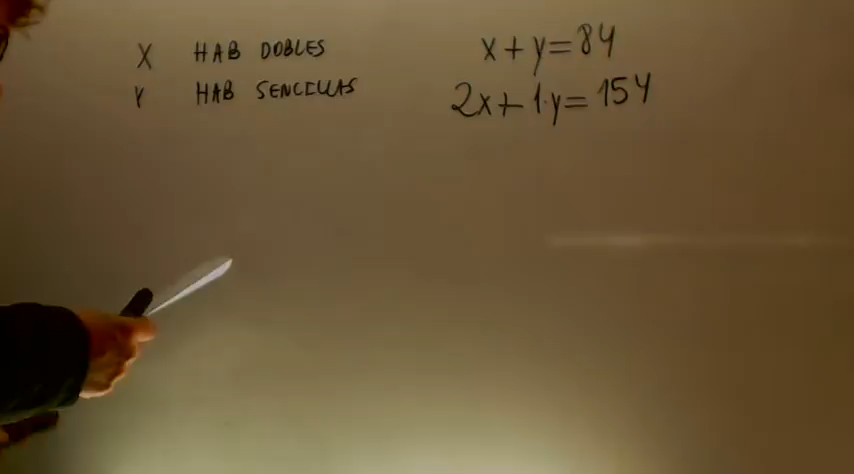 X HAB DOBLES
Y HAB SENCILLAS
x + y = 84
2x + 1·y = 154